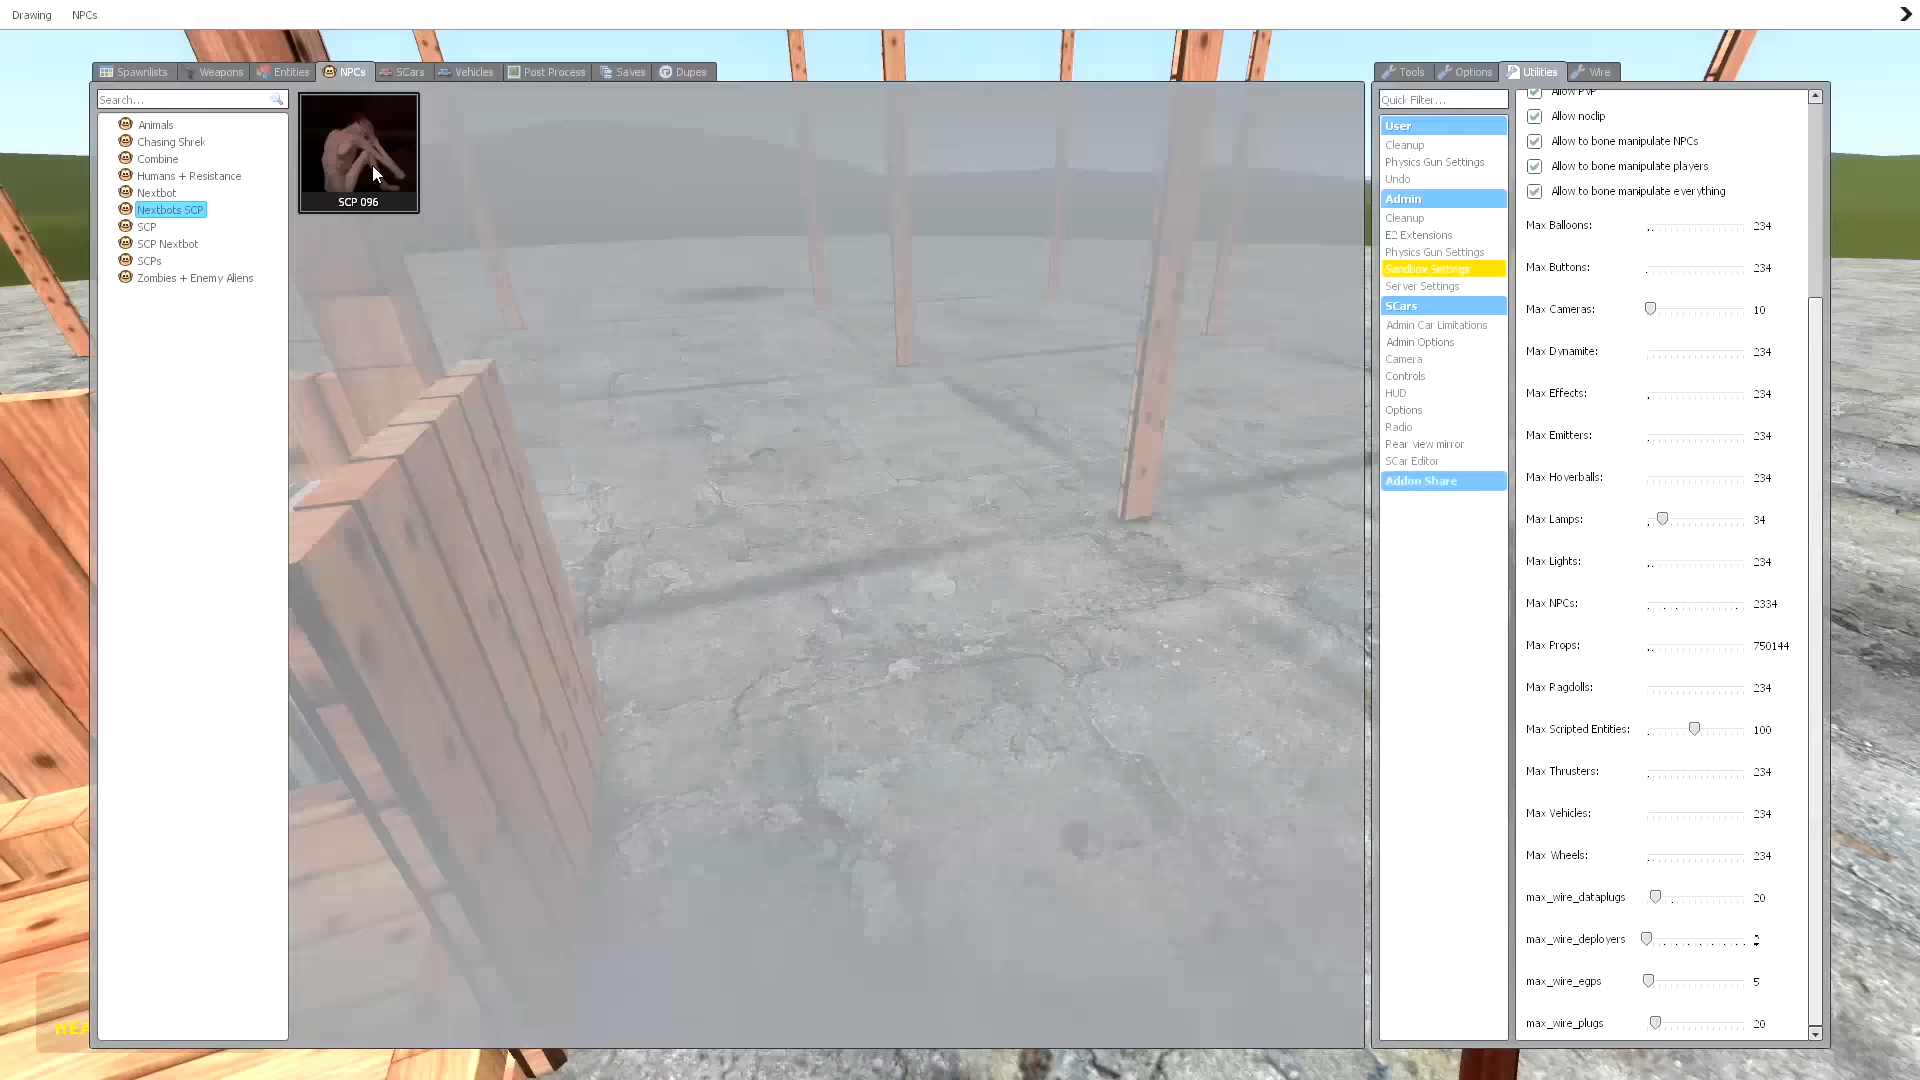 Drawing NPCs
Spawnlists Weapons Entities NPCs SCars Vehicles Post Process Saves Dupes
Search...
Animals
Chasing Shrek
Combine
Humans + Resistance
Nextbot
Nextbots SCP
SCP
SCP Nextbot
SCPs
Zombies + Enemy Aliens
SCP 096
Tools Options Utilities Wire
Quick Filter...
User
Cleanup
Physics Gun Settings
Undo
Admin
Cleanup
E2 Extensions
Physics Gun Settings
Sandbox Settings
Server Settings
SCars
Admin Car Limitations
Admin Options
Camera
Controls
HUD
Options
Radio
Rear view mirror
SCar Editor
Addon Share
Allow PVP
Allow noclip
Allow to bone manipulate NPCs
Allow to bone manipulate players
Allow to bone manipulate everything
Max Balloons: 234
Max Buttons: 234
Max Cameras: 10
Max Dynamite: 234
Max Effects: 234
Max Emitters: 234
Max Hoverballs: 234
Max Lamps: 34
Max Lights: 234
Max NPCs: 2334
Max Props: 750144
Max Ragdolls: 234
Max Scripted Entities: 100
Max Thrusters: 234
Max Vehicles: 234
Max Wheels: 234
max_wire_dataplugs 20
max_wire_deployers
max_wire_egps 5
max_wire_plugs 20